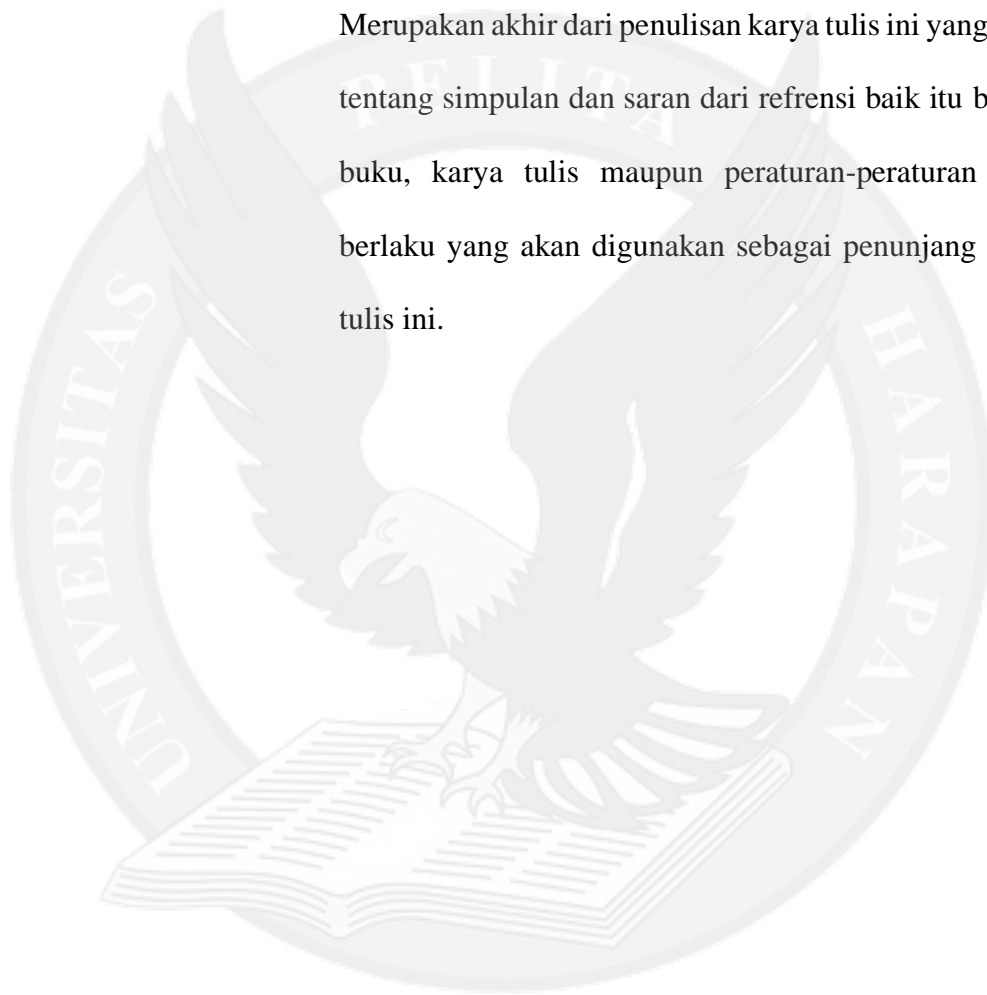 Merupakan akhir dari penulisan karya tulis ini yang
tentang simpulan dan saran dari refrensi baik itu b
buku, karya tulis maupun peraturan-peraturan
berlaku yang akan digunakan sebagai penunjang
tulis ini.
UNIVERSITAS PELITA HARAPAN